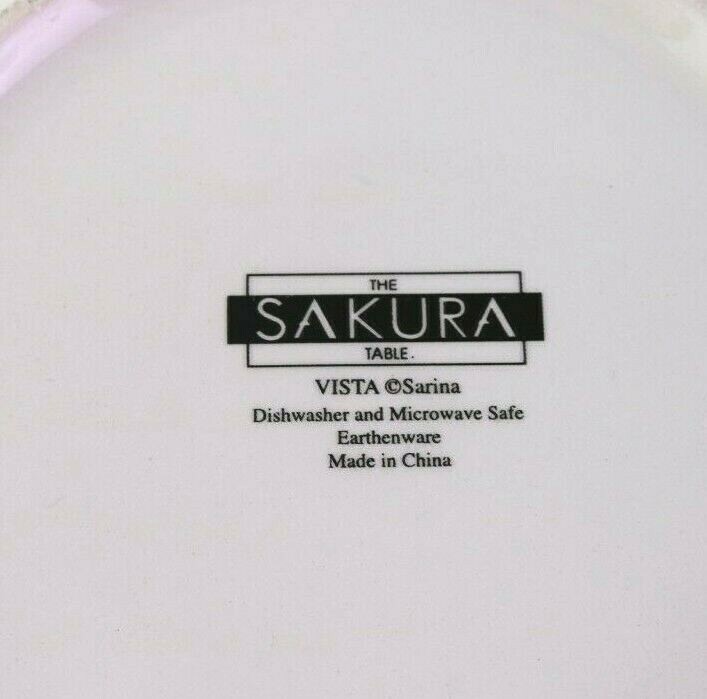 THE
SAKURA
TABLE.
VISTA ©Sarina
Dishwasher and Microwave Safe
Earthenware
Made in China